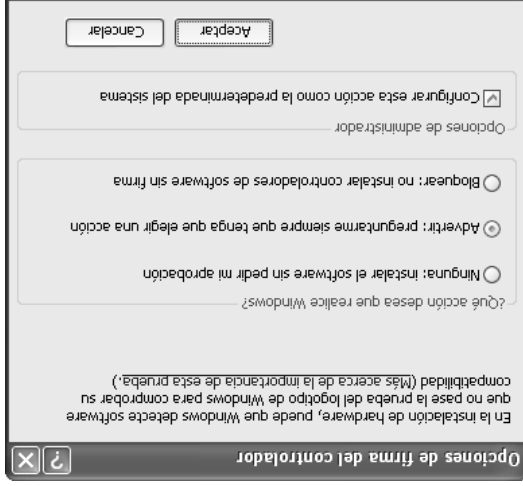 Opciones de firma del controlador
En la instalación de hardware, puede que Windows detecte software
que no pase la prueba del logotipo de Windows para comprobar su
compatibilidad (Más acerca de la importancia de esta prueba.)
¿Qué acción desea que realice Windows?
Ninguna: instalar el software sin pedir mi aprobación
Advertir: preguntarme siempre que tenga que elegir una acción
Bloquear: no instalar controladores de software sin firma
Opciones de administrador
Configurar esta acción como la predeterminada del sistema
Aceptar Cancelar